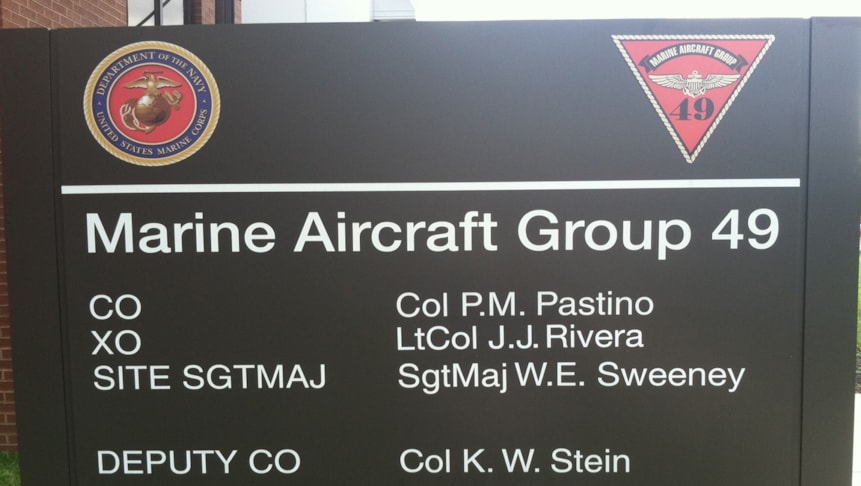 DEPARTMENT OF THE NAVY
UNITED STATES MARINE CORPS
MARINE AIRCRAFT GROUP
49
Marine Aircraft Group 49
CO Col P.M. Pastino
XO LtCol J.J. Rivera
SITE SGTMAJ SgtMaj W.E. Sweeney
DEPUTY CO Col K. W. Stein